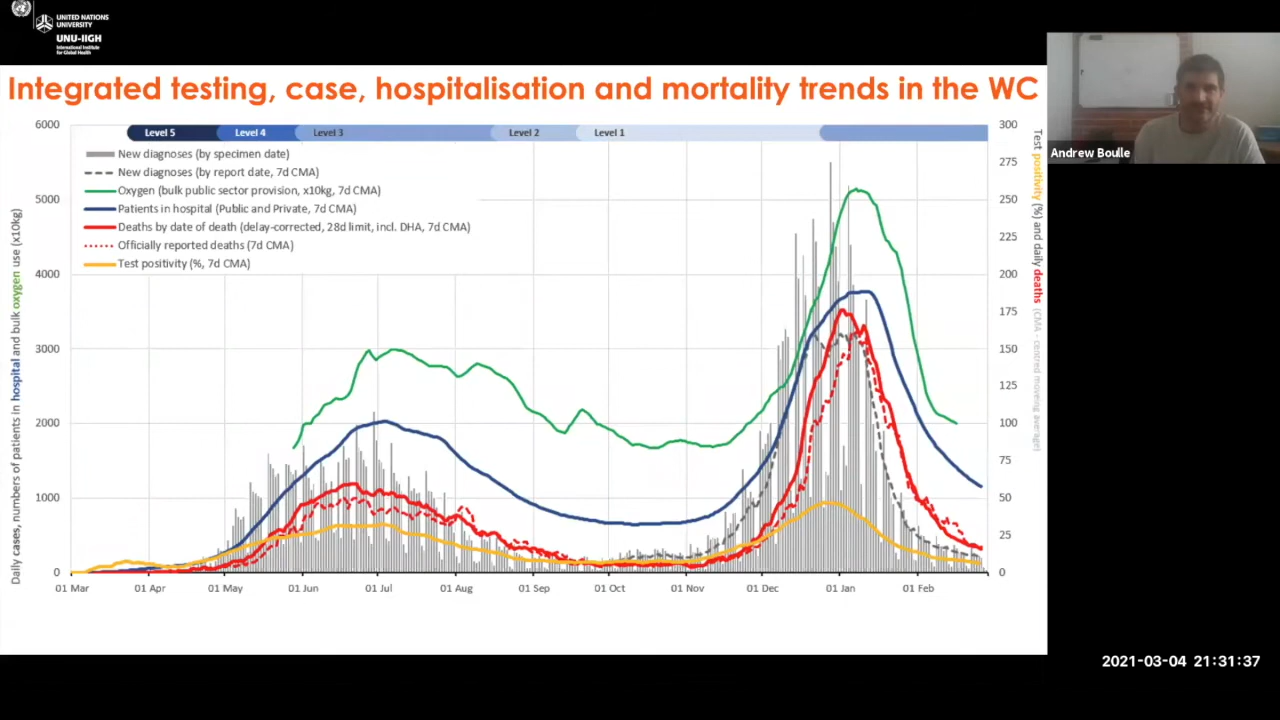 UNITED NATIONS
UNIVERSITY
UNU-IIGH
International Institute
for Global Health
Integrated testing, case, hospitalisation and mortality trends in the WC
Andrew Boulle
Level 5
Level 4
Level 3
Level 2
Level 1
New diagnoses (by specimen date)
New diagnoses (by report date, 7d CMA)
Oxygen (bulk public sector provision, x10kg, 7d CMA)
Patients in hospital (Public and Private, 7d CMA)
Deaths by date of death (delay-corrected, 28d limit, incl. DHA, 7d CMA)
Officially reported deaths (7d CMA)
Test positivity (%, 7d CMA)
Daily cases, numbers of patients in hospital and bulk oxygen use (x10kg)
6000
5000
4000
3000
2000
1000
0
300
275
250
225
200
175
150
125
100
75
50
25
0
Test positivity (%) and daily deaths (CMA - centred moving average)
01 Mar
01 Apr
01 May
01 Jun
01 Jul
01 Aug
01 Sep
01 Oct
01 Nov
01 Dec
01 Jan
01 Feb
2021-03-04 21:31:37